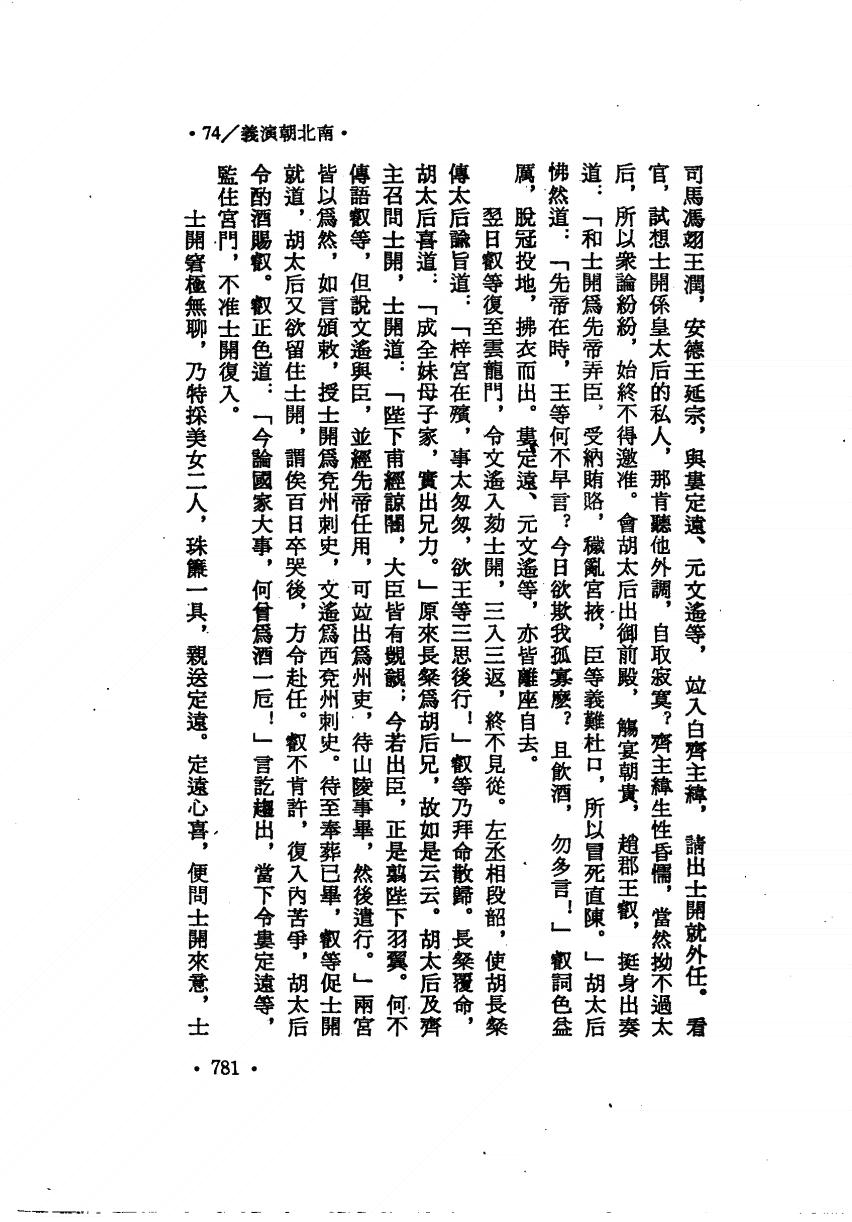 •74／義演朝北南•
司馬馮翊王潤，安德王延宗，與婁定遠、元文遙等，竝入白齊主緯，請出士開就外任。看
官，試想士開係皇太后的私人，那肯聽他外調，自取寂寞？齊主緯生性昏懦，當然拗不過太
后，所以衆論紛紛，始終不得邀准。會胡太后出御前殿，觴宴朝貴，趙郡王叡，挺身出奏
道：「和士開爲先帝弄臣，受納賄賂，穢亂宮掖，臣等義難杜口，所以冒死直陳。」胡太后
怫然道：「先帝在時，王等何不早言？今日欲欺我孤寡麼？且飲酒，勿多言！」叡詞色益
厲，脫冠投地，拂衣而出。婁定遠、元文遙等，亦皆離座自去。
翌日叡等復至雲龍門，令文遙入劾士開，三入三返，終不見從。左丞相段韶，使胡長粲
傳太后諭旨道：「梓宮在殯，事太匆匆，欲王等三思後行！」叡等乃拜命散歸。長粲覆命，
胡太后喜道：「成全妹母子家，實出兄力。」原來長粲爲胡后兄，故如是云云。胡太后及齊
主召問士開，士開道：「陛下甫經諒闇，大臣皆有覬覦；今若出臣，正是翦陛下羽翼。何不
傳語叡等，但說文遙與臣，並經先帝任用，可竝出爲州吏，待山陵事畢，然後遣行。」兩宮
皆以爲然，如言頒敕，授士開爲兗州刺史，文遙爲西兗州刺史。待至奉葬已畢，叡等促士開
就道，胡太后又欲留住士開，謂俟百日卒哭後，方令赴任。叡不肯許，復入內苦爭，胡太后
令酌酒賜叡。叡正色道：「今論國家大事，何曾爲酒一卮！」言訖趨出，當下令婁定遠等，
監住宮門，不准士開復入。
士開窘極無聊，乃特採美女二人，珠簾一具，親送定遠。定遠心喜，便問士開來意，士
•781•